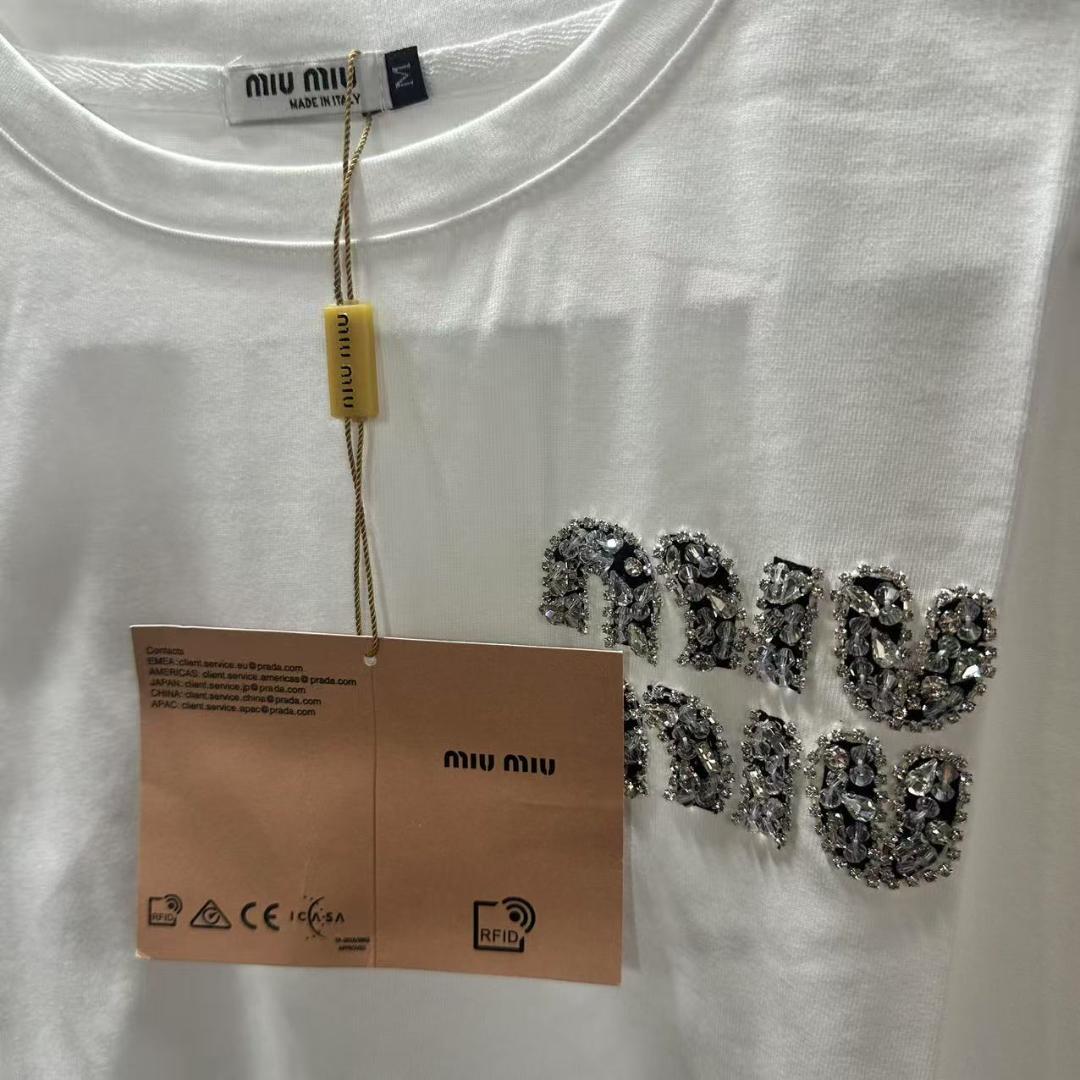 miu miu
MADE IN ITALY
M
miu miu
miu
miu
Contacts
EMEA: client.service.eu@prada.com
AMERICAS: client.service.americas@prada.com
JAPAN: client.service.jp@prada.com
CHINA: client.service.china@prada.com
APAC: client.service.apac@prada.com
miu miu
RFID
CE
ICASA
APPROVED
RFID